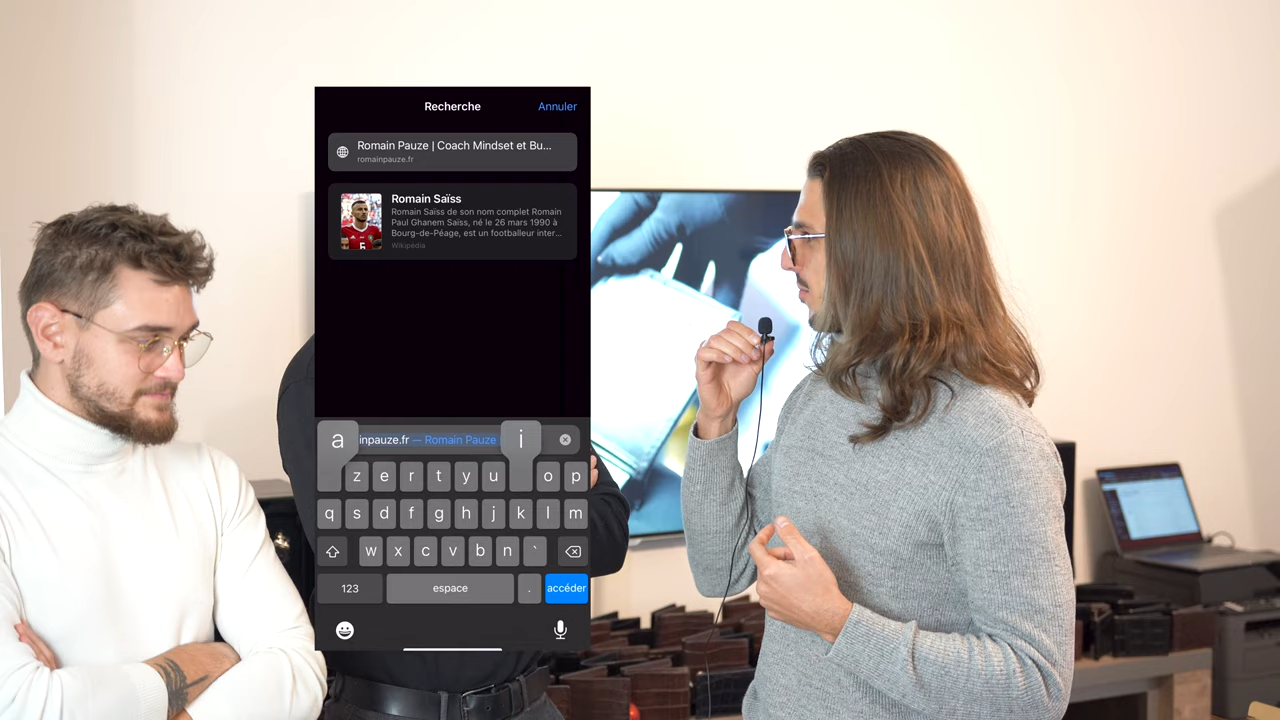 Recherche
Annuler
Romain Pauze | Coach Mindset et Bu...
romainpauze.fr
Romain Saïss
Romain Saïss de son nom complet Romain
Paul Ghanem Saïss, né le 26 mars 1990 à
Bourg-de-Péage, est un footballeur inter...
Wikipédia
a
inpauze.fr — Romain Pauze
i
z e r t y u o p
q s d f g h j k l m
w x c v b n `
123 espace . accéder